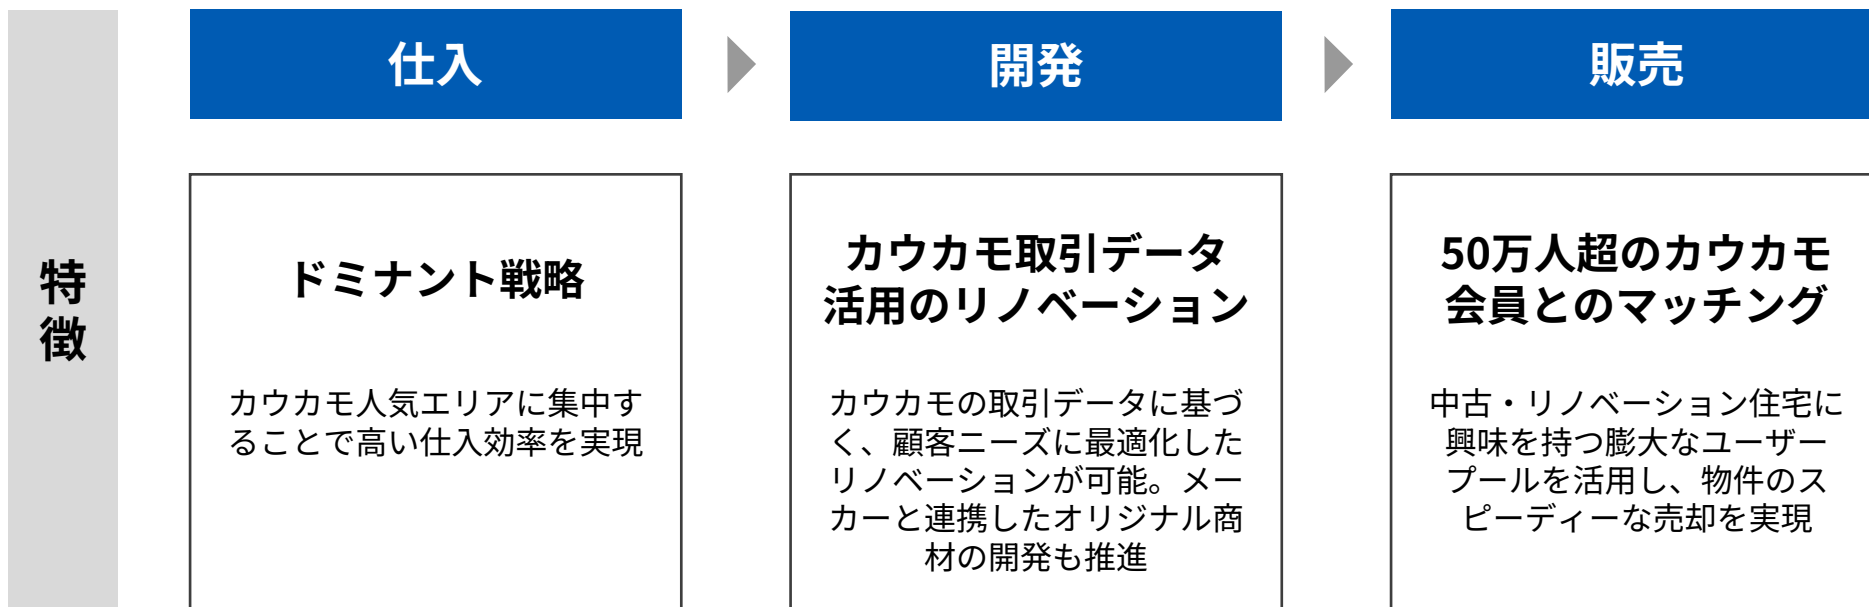 仕入
開発
販売
特
徴
ドミナント戦略
カウカモ人気エリアに集中す
ることで高い仕入効率を実現
カウカモ取引データ
活用のリノベーション
カウカモの取引データに基づ
く、顧客ニーズに最適化した
リノベーションが可能。メー
カーと連携したオリジナル商
材の開発も推進
50万人超のカウカモ
会員とのマッチング
中古・リノベーション住宅に
興味を持つ膨大なユーザー
プールを活用し、物件のス
ピーディーな売却を実現